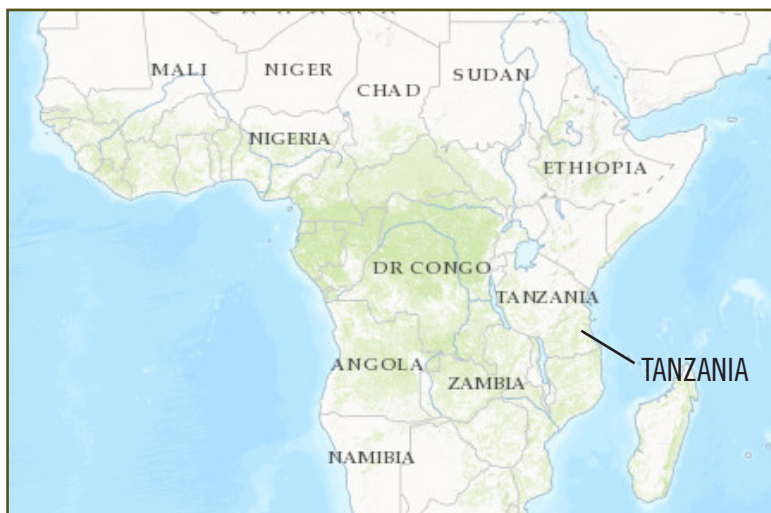 MALI
NIGER
SUDAN
CHAD
NIGERIA
ETHIOPIA
DR CONGO
TANZANIA
TANZANIA
ANGOLA
ZAMBIA
NAMIBIA